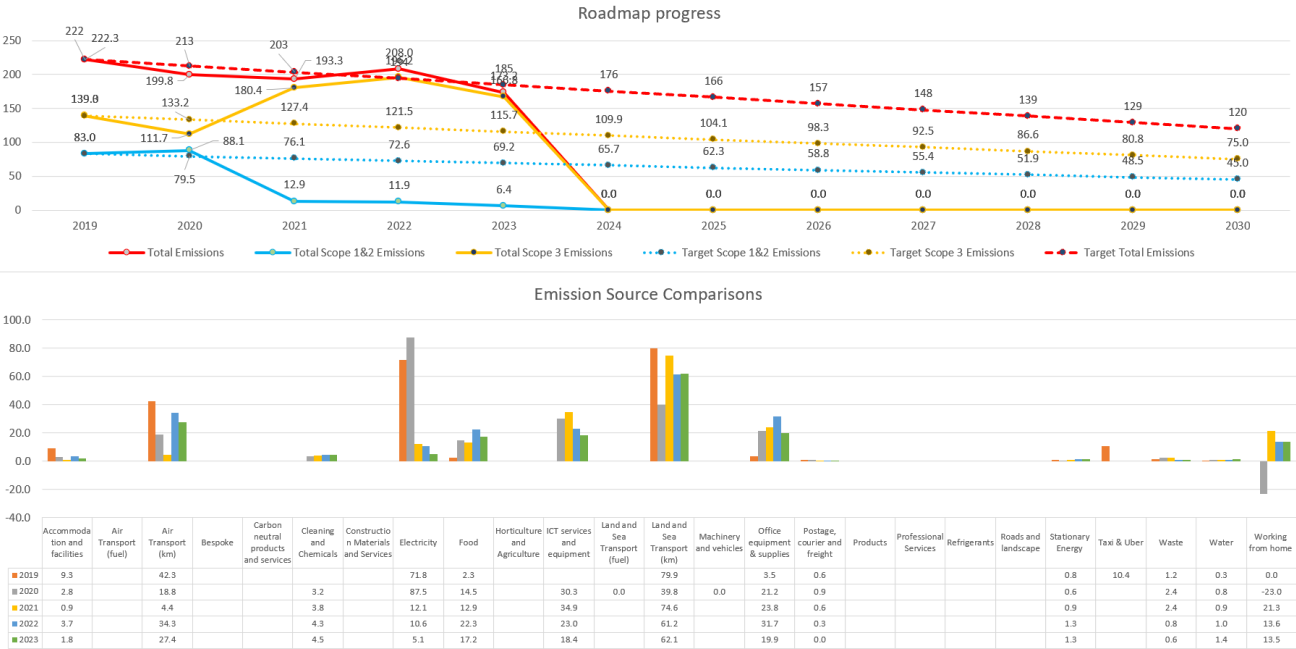 Roadmap progress
250
200
150
100
50
0
222 222.3 213 203 193.3 208.0 185 176 166 157 148 139 129 120
199.8 180.4
139.0 133.2 127.4 121.5 115.7 109.9 104.1 98.3 92.5 86.6 80.8 75.0
111.7
83.0 88.1 76.1 72.6 69.2 65.7 62.3 58.8 55.4 51.9 48.5 45.0
79.5
12.9 11.9 6.4 0.0 0.0 0.0 0.0 0.0 0.0 0.0
2019 2020 2021 2022 2023 2024 2025 2026 2027 2028 2029 2030
Total Emissions Total Scope 1&2 Emissions Total Scope 3 Emissions Target Scope 1&2 Emissions Target Scope 3 Emissions Target Total Emissions
Emission Source Comparisons
100.0
80.0
60.0
40.0
20.0
0.0
-20.0
-40.0
Accommoda
tion and
facilities
Air
Transport
(fuel)
Air
Transport
(km)
Bespoke
Carbon
neutral
products
and services
Cleaning
and
Chemicals
Constructio
n Materials
and Services
Electricity
Food
Horticulture
and
Agriculture
ICT services
and
equipment
Land and
Sea
Transport
(fuel)
Land and
Sea
Transport
(km)
Machinery
and vehicles
Office
equipment
& supplies
Postage,
courier and
freight
Products
Professional
Services
Refrigerants
Roads and
landscape
Stationary
Energy
Taxi & Uber
Waste
Water
Working
from home
2019 9.3 42.3 71.8 2.3 79.9 3.5 0.6 0.8 10.4 1.2 0.3 0.0
2020 2.8 18.8 3.2 87.5 14.5 30.3 0.0 39.8 0.0 21.2 0.9 0.6 2.4 0.8 -23.0
2021 0.9 4.4 3.8 12.1 12.9 34.9 74.6 23.8 0.6 0.9 2.4 0.9 21.3
2022 3.7 34.3 4.3 10.6 22.3 23.0 61.2 31.7 0.3 1.3 0.8 1.0 13.6
2023 1.8 27.4 4.5 5.1 17.2 18.4 62.1 19.9 0.0 1.3 0.6 1.4 13.5